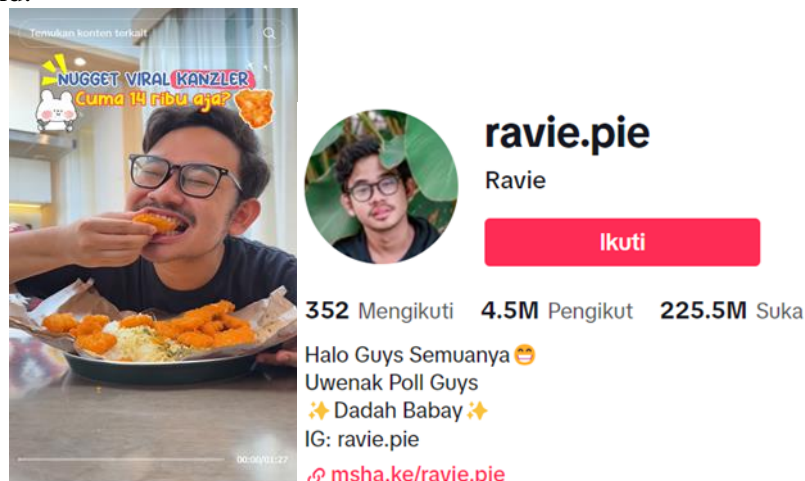 Temukan konten terkait
NUGGET VIRAL KANZLER
Cuma 14 ribu aja?
00:00/01:27
ravie.pie
Ravie
Ikuti
352 Mengikuti 4.5M Pengikut 225.5M Suka
Halo Guys Semuanya😁
Uwenak Poll Guys
✨Dadah Babay✨
IG: ravie.pie
msha.ke/ravie.pie